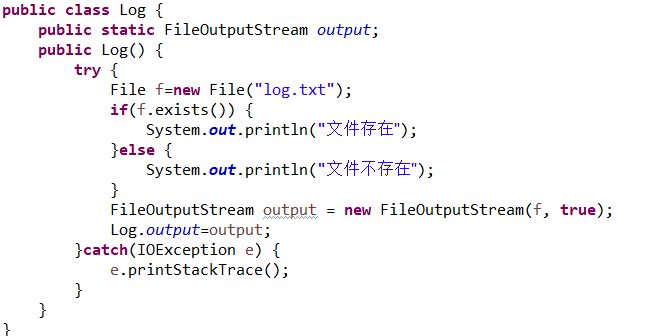 public class Log {
    public static FileOutputStream output;
    public Log() {
        try {
            File f=new File("log.txt");
            if(f.exists()) {
                System.out.println("文件存在");
            }else {
                System.out.println("文件不存在");
            }
            FileOutputStream output = new FileOutputStream(f, true);
            Log.output=output;
        }catch(IOException e) {
            e.printStackTrace();
        }
    }
}